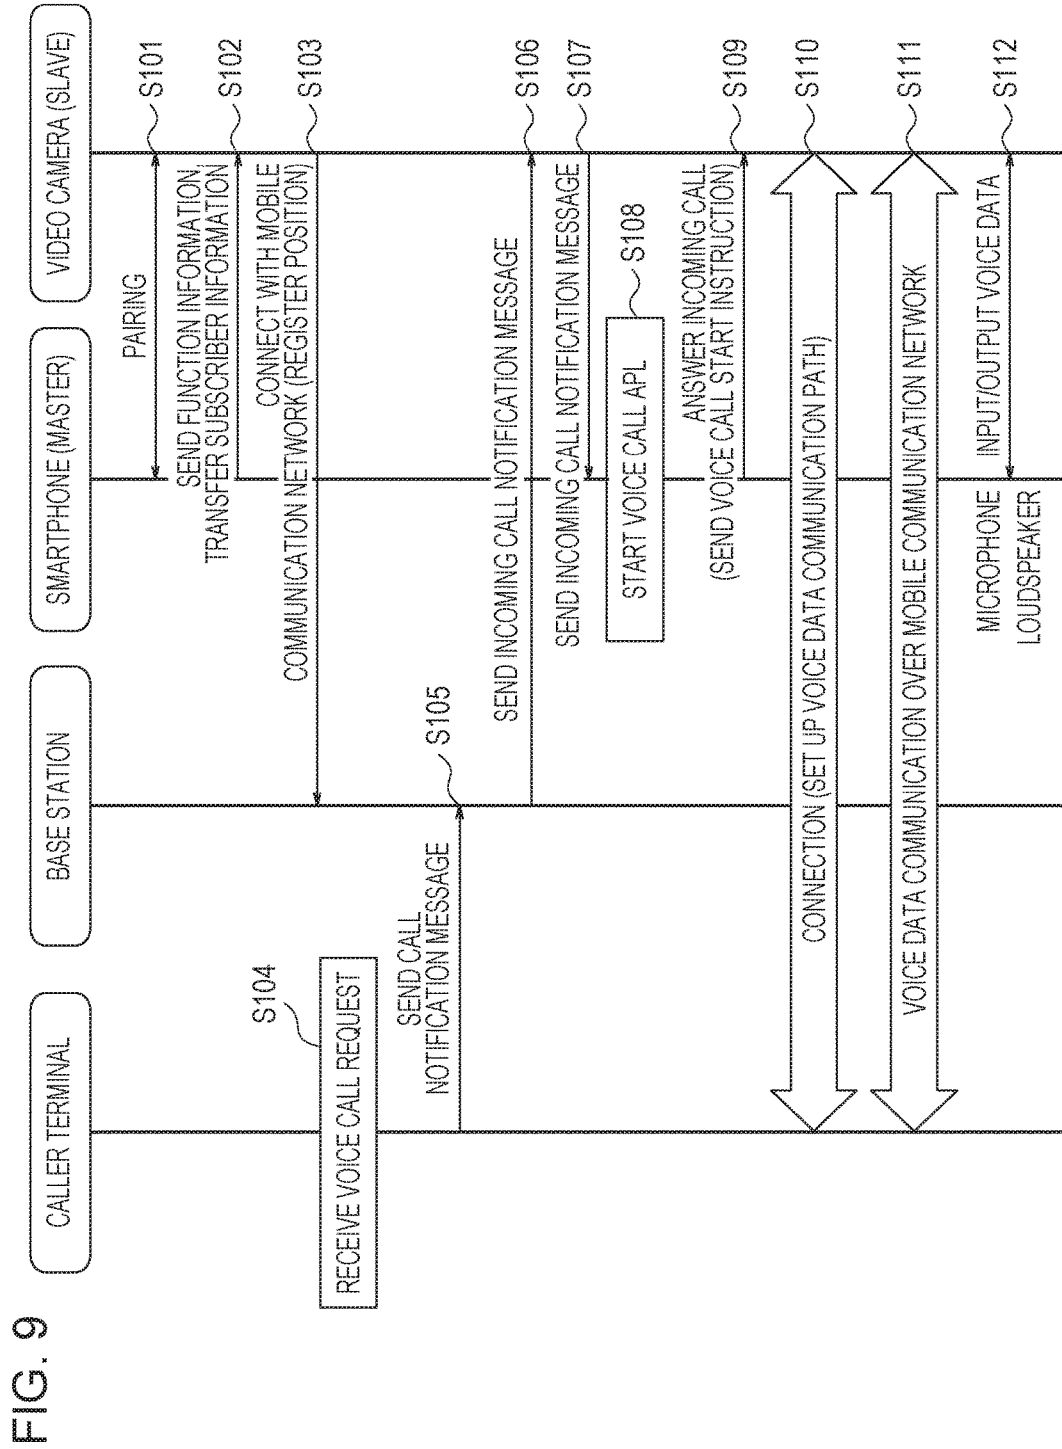 FIG. 9
CALLER TERMINAL
BASE STATION
SMARTPHONE (MASTER)
VIDEO CAMERA (SLAVE)
PAIRING
S101
SEND FUNCTION INFORMATION
TRANSFER SUBSCRIBER INFORMATION
S102
CONNECT WITH MOBILE
COMMUNICATION NETWORK (REGISTER POSITION)
S103
S104
RECEIVE VOICE CALL REQUEST
SEND CALL
NOTIFICATION MESSAGE
S105
SEND INCOMING CALL NOTIFICATION MESSAGE
S106
SEND INCOMING CALL NOTIFICATION MESSAGE
S107
START VOICE CALL APL
S108
ANSWER INCOMING CALL
(SEND VOICE CALL START INSTRUCTION)
S109
CONNECTION (SET UP VOICE DATA COMMUNICATION PATH)
S110
VOICE DATA COMMUNICATION OVER MOBILE COMMUNICATION NETWORK
S111
MICROPHONE
LOUDSPEAKER
INPUT/OUTPUT VOICE DATA
S112